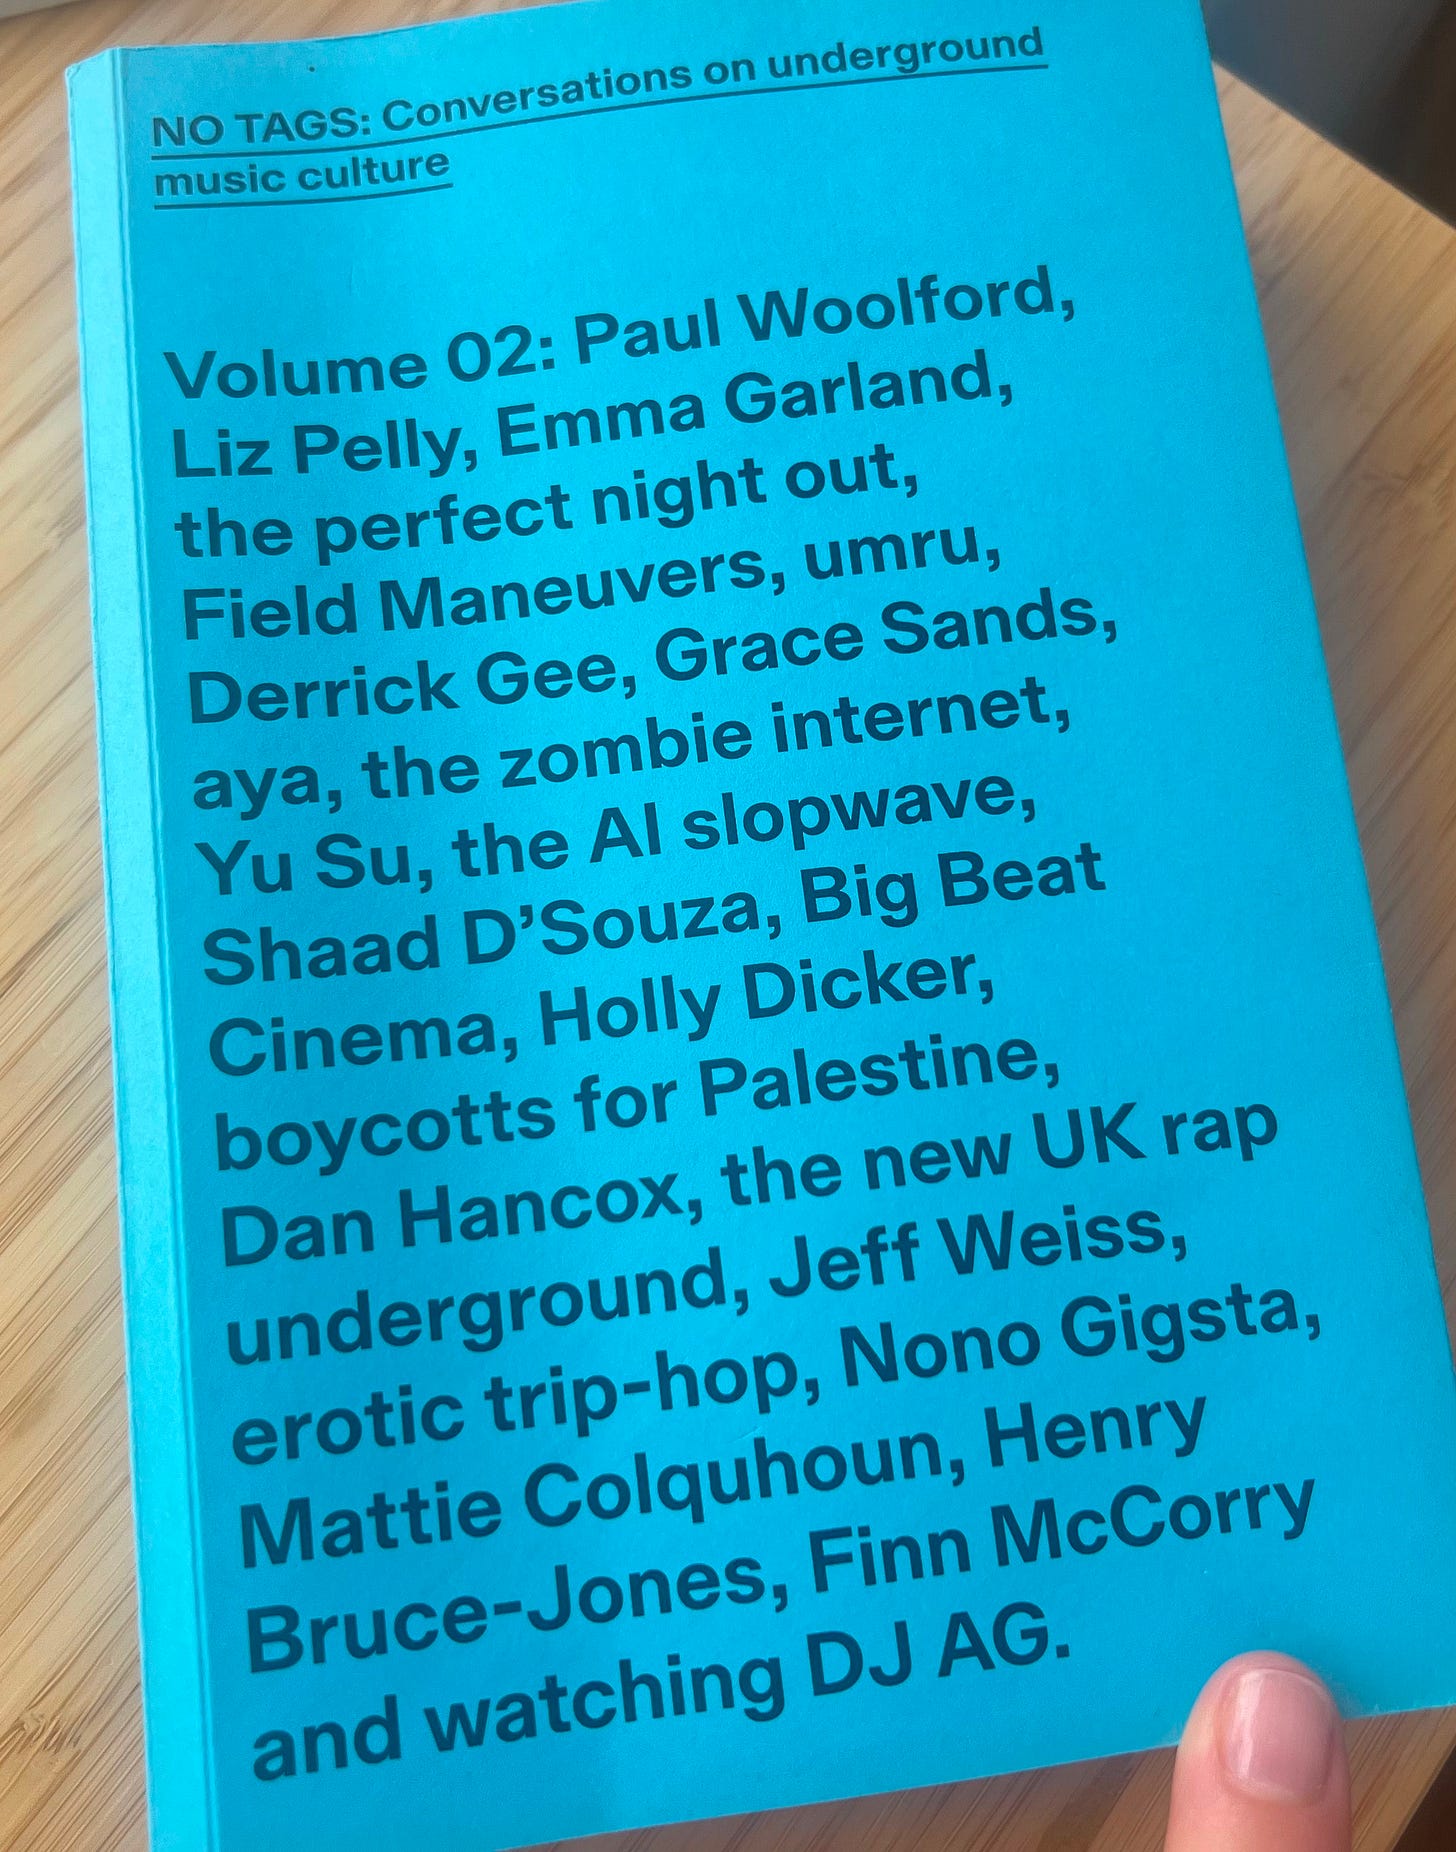 NO TAGS: Conversations on underground
music culture
Volume 02: Paul Woolford,
Liz Pelly, Emma Garland,
the perfect night out,
Field Maneuvers, umru,
Derrick Gee, Grace Sands,
aya, the zombie internet,
Yu Su, the AI slopwave,
Shaad D’Souza, Big Beat
Cinema, Holly Dicker,
boycotts for Palestine,
Dan Hancox, the new UK rap
underground, Jeff Weiss,
erotic trip-hop, Nono Gigsta,
Mattie Colquhoun, Henry
Bruce-Jones, Finn McCorry
and watching DJ AG.